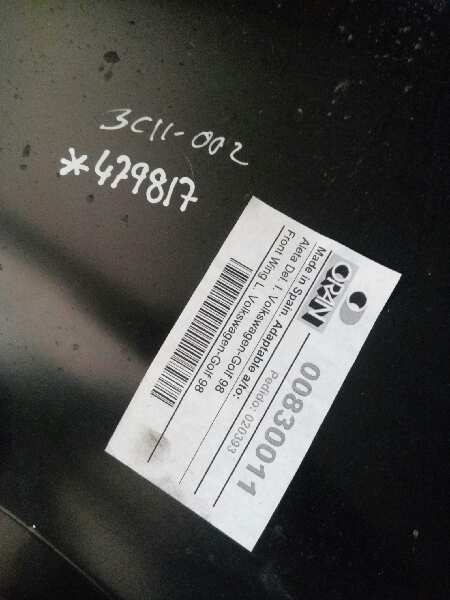 3C11-002
*479817
ORAN
00830011
Pedido: 020393
Made in Spain. Adaptable a/to:
Aleta Del. I. Volkswagen-Golf 98
Front Wing L. Volkswagen-Golf 98